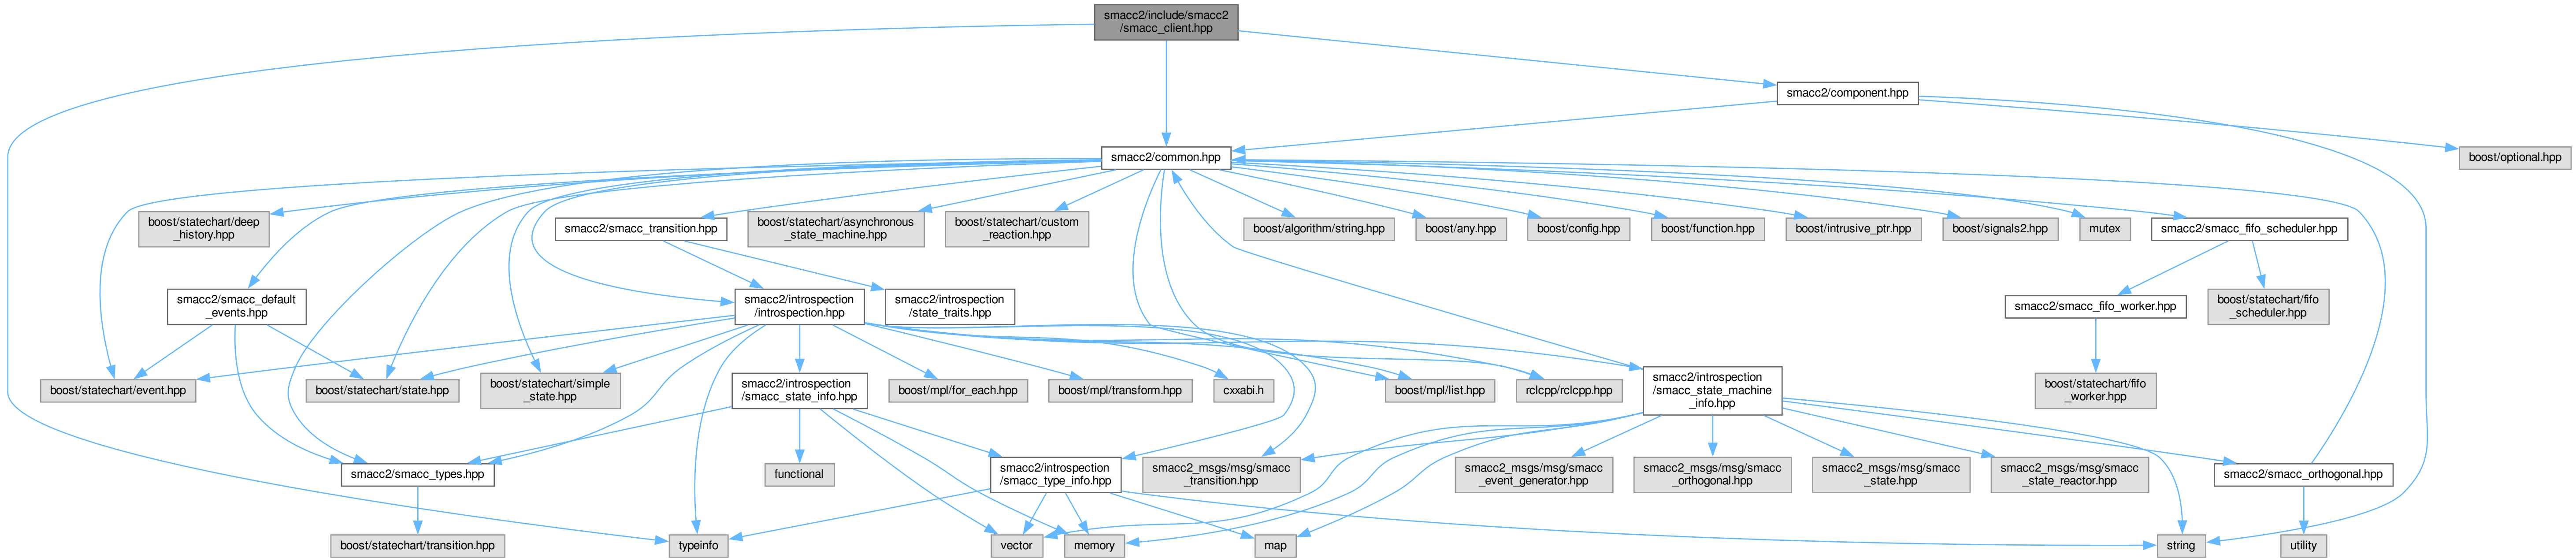 smacc2/include/smacc2
/smacc_client.hpp
smacc2/component.hpp
smacc2/common.hpp
boost/optional.hpp
boost/statechart/deep
_history.hpp
smacc2/smacc_transition.hpp
boost/statechart/asynchronous
_state_machine.hpp
boost/statechart/custom
_reaction.hpp
boost/algorithm/string.hpp
boost/any.hpp
boost/config.hpp
boost/function.hpp
boost/intrusive_ptr.hpp
boost/signals2.hpp
mutex
smacc2/smacc_fifo_scheduler.hpp
smacc2/smacc_default
_events.hpp
smacc2/introspection
/introspection.hpp
smacc2/introspection
/state_traits.hpp
smacc2/smacc_fifo_worker.hpp
boost/statechart/fifo
_scheduler.hpp
boost/statechart/event.hpp
boost/statechart/state.hpp
boost/statechart/simple
_state.hpp
smacc2/introspection
/smacc_state_info.hpp
boost/mpl/for_each.hpp
boost/mpl/transform.hpp
cxxabi.h
boost/mpl/list.hpp
rclcpp/rclcpp.hpp
smacc2/introspection
/smacc_state_machine
_info.hpp
boost/statechart/fifo
_worker.hpp
smacc2/smacc_types.hpp
functional
smacc2/introspection
/smacc_type_info.hpp
smacc2_msgs/msg/smacc
_transition.hpp
smacc2_msgs/msg/smacc
_event_generator.hpp
smacc2_msgs/msg/smacc
_orthogonal.hpp
smacc2_msgs/msg/smacc
_state.hpp
smacc2_msgs/msg/smacc
_state_reactor.hpp
smacc2/smacc_orthogonal.hpp
boost/statechart/transition.hpp
typeinfo
vector
memory
map
string
utility